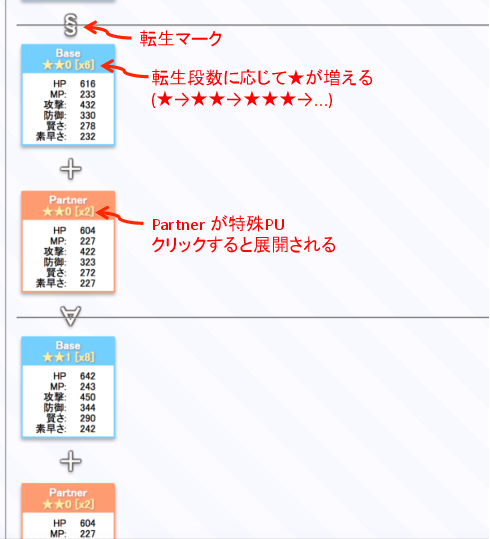 §
転生マーク
Base
★★0 [x6]
転生段数に応じて★が増える
(★→★★→★★★→...)
HP 616
MP: 233
攻撃: 432
防御: 330
賢さ: 278
素早さ: 232
+
Partner
★★0 [x2]
Partner が特殊PU
クリックすると展開される
HP 604
MP: 227
攻撃: 422
防御: 323
賢さ: 272
素早さ: 227
Base
★★1 [x8]
HP 642
MP: 243
攻撃: 450
防御: 344
賢さ: 290
素早さ: 242
+
Partner
★★0 [x2]
HP 604
MP: 227